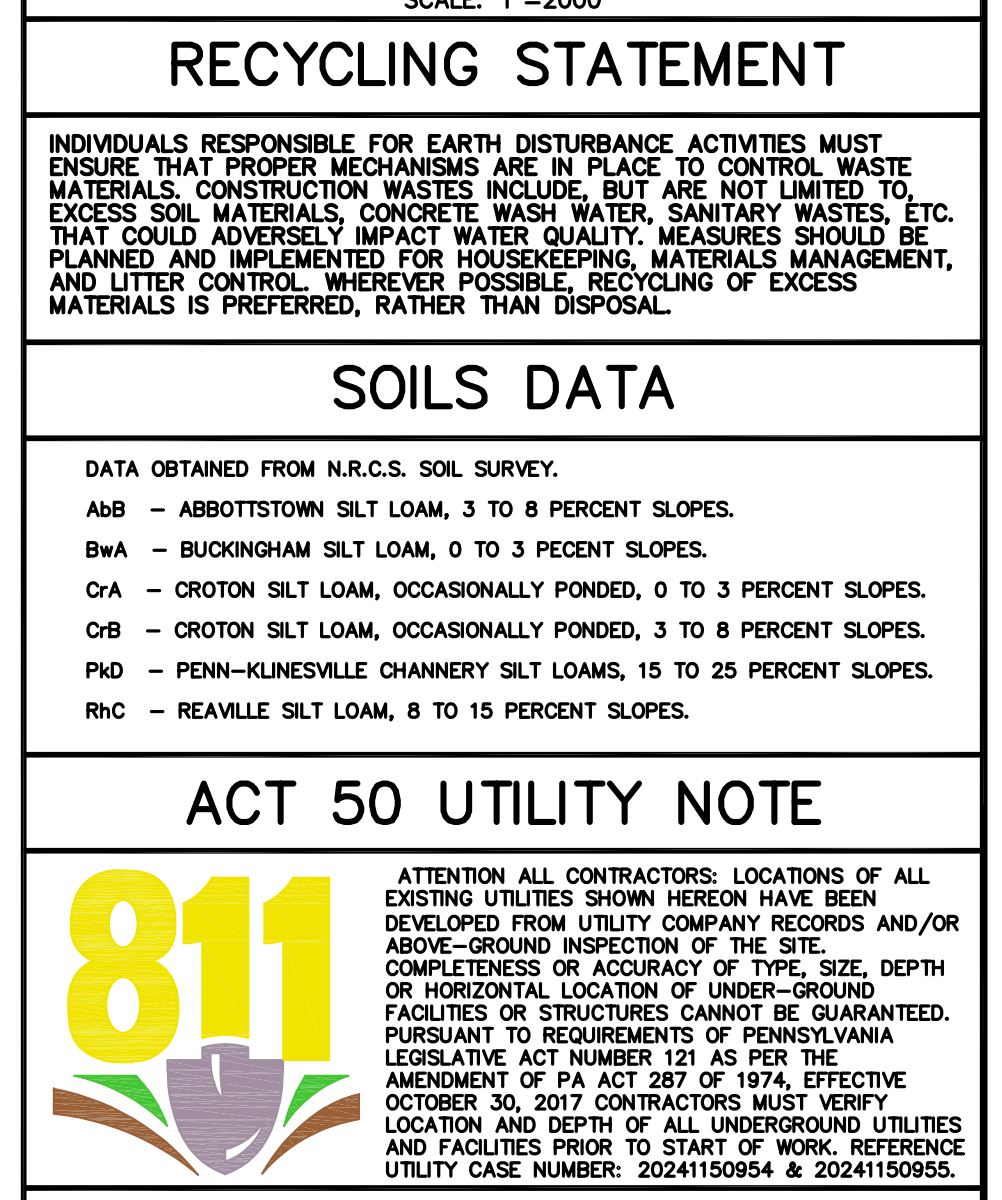 SCALE: 1"=2000'
RECYCLING STATEMENT
INDIVIDUALS RESPONSIBLE FOR EARTH DISTURBANCE ACTIVITIES MUST
ENSURE THAT PROPER MECHANISMS ARE IN PLACE TO CONTROL WASTE
MATERIALS. CONSTRUCTION WASTES INCLUDE, BUT ARE NOT LIMITED TO,
EXCESS SOIL MATERIALS, CONCRETE WASH WATER, SANITARY WASTES, ETC.
THAT COULD ADVERSELY IMPACT WATER QUALITY. MEASURES SHOULD BE
PLANNED AND IMPLEMENTED FOR HOUSEKEEPING, MATERIALS MANAGEMENT,
AND LITTER CONTROL. WHEREVER POSSIBLE, RECYCLING OF EXCESS
MATERIALS IS PREFERRED, RATHER THAN DISPOSAL.
SOILS DATA
DATA OBTAINED FROM N.R.C.S. SOIL SURVEY.
AbB – ABBOTTSTOWN SILT LOAM, 3 TO 8 PERCENT SLOPES.
BwA – BUCKINGHAM SILT LOAM, 0 TO 3 PECENT SLOPES.
CrA – CROTON SILT LOAM, OCCASIONALLY PONDED, 0 TO 3 PERCENT SLOPES.
CrB – CROTON SILT LOAM, OCCASIONALLY PONDED, 3 TO 8 PERCENT SLOPES.
PkD – PENN–KLINESVILLE CHANNERY SILT LOAMS, 15 TO 25 PERCENT SLOPES.
RhC – REAVILLE SILT LOAM, 8 TO 15 PERCENT SLOPES.
ACT 50 UTILITY NOTE
811
ATTENTION ALL CONTRACTORS: LOCATIONS OF ALL
EXISTING UTILITIES SHOWN HEREON HAVE BEEN
DEVELOPED FROM UTILITY COMPANY RECORDS AND/OR
ABOVE–GROUND INSPECTION OF THE SITE.
COMPLETENESS OR ACCURACY OF TYPE, SIZE, DEPTH
OR HORIZONTAL LOCATION OF UNDER–GROUND
FACILITIES OR STRUCTURES CANNOT BE GUARANTEED.
PURSUANT TO REQUIREMENTS OF PENNSYLVANIA
LEGISLATIVE ACT NUMBER 121 AS PER THE
AMENDMENT OF PA ACT 287 OF 1974, EFFECTIVE
OCTOBER 30, 2017 CONTRACTORS MUST VERIFY
LOCATION AND DEPTH OF ALL UNDERGROUND UTILITIES
AND FACILITIES PRIOR TO START OF WORK. REFERENCE
UTILITY CASE NUMBER: 20241150954 & 20241150955.